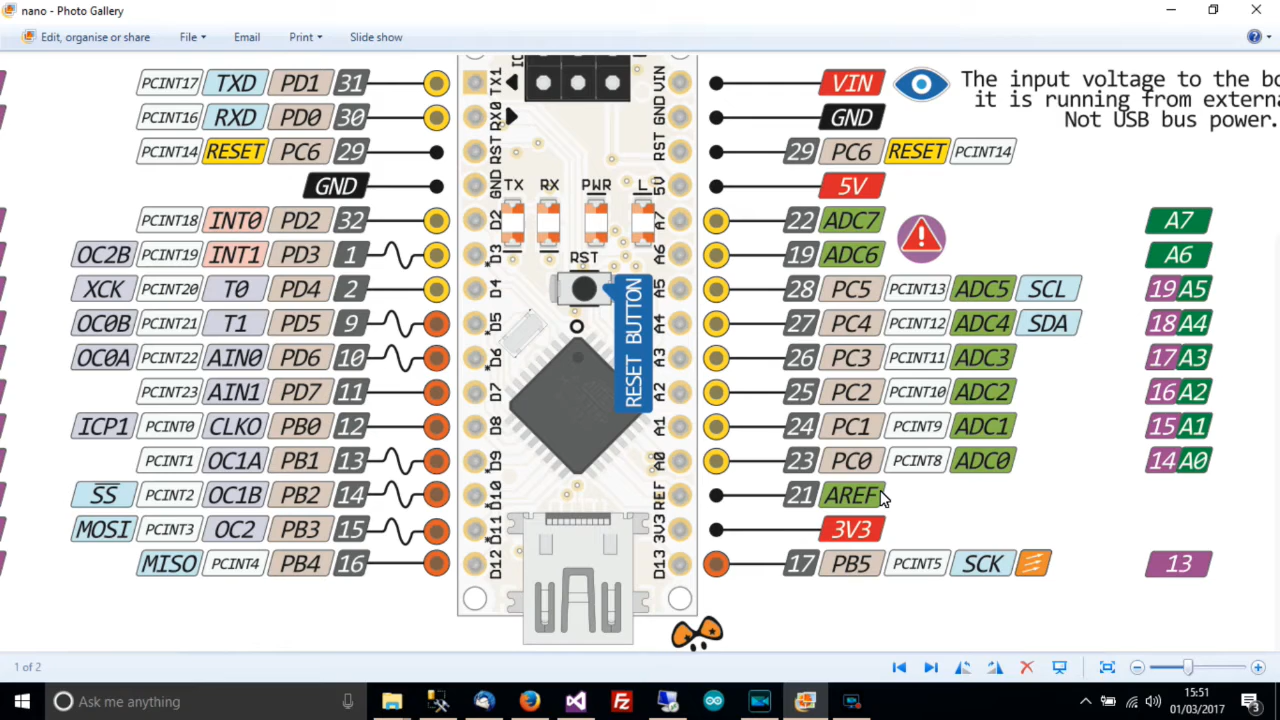 nano - Photo Gallery
Edit, organise or share File Email Print Slide show
PCINT17 TXD PD1 31 TX1 VIN VIN The input voltage to the bo
it is running from externa
Not USB bus power.
PCINT16 RXD PD0 30 RX0 GND GND
PCINT14 RESET PC6 29 RST RST 29 PC6 RESET PCINT14
GND GND 5V 5V
TX RX PWR L
PCINT18 INT0 PD2 32 D2 A7 22 ADC7 A7
OC2B PCINT19 INT1 PD3 1 D3 A6 19 ADC6 A6
RST
XCK PCINT20 T0 PD4 2 D4 A5 28 PC5 PCINT13 ADC5 SCL 19 A5
RESET BUTTON
OC0B PCINT21 T1 PD5 9 D5 A4 27 PC4 PCINT12 ADC4 SDA 18 A4
OC0A PCINT22 AIN0 PD6 10 D6 A3 26 PC3 PCINT11 ADC3 17 A3
PCINT23 AIN1 PD7 11 D7 A2 25 PC2 PCINT10 ADC2 16 A2
ICP1 PCINT0 CLKO PB0 12 D8 A1 24 PC1 PCINT9 ADC1 15 A1
PCINT1 OC1A PB1 13 D9 A0 23 PC0 PCINT8 ADC0 14 A0
SS PCINT2 OC1B PB2 14 D10 REF 21 AREF
MOSI PCINT3 OC2 PB3 15 D11 3V3 3V3
MISO PCINT4 PB4 16 D12 D13 17 PB5 PCINT5 SCK 13
1 of 2
Ask me anything
15:51
01/03/2017
3